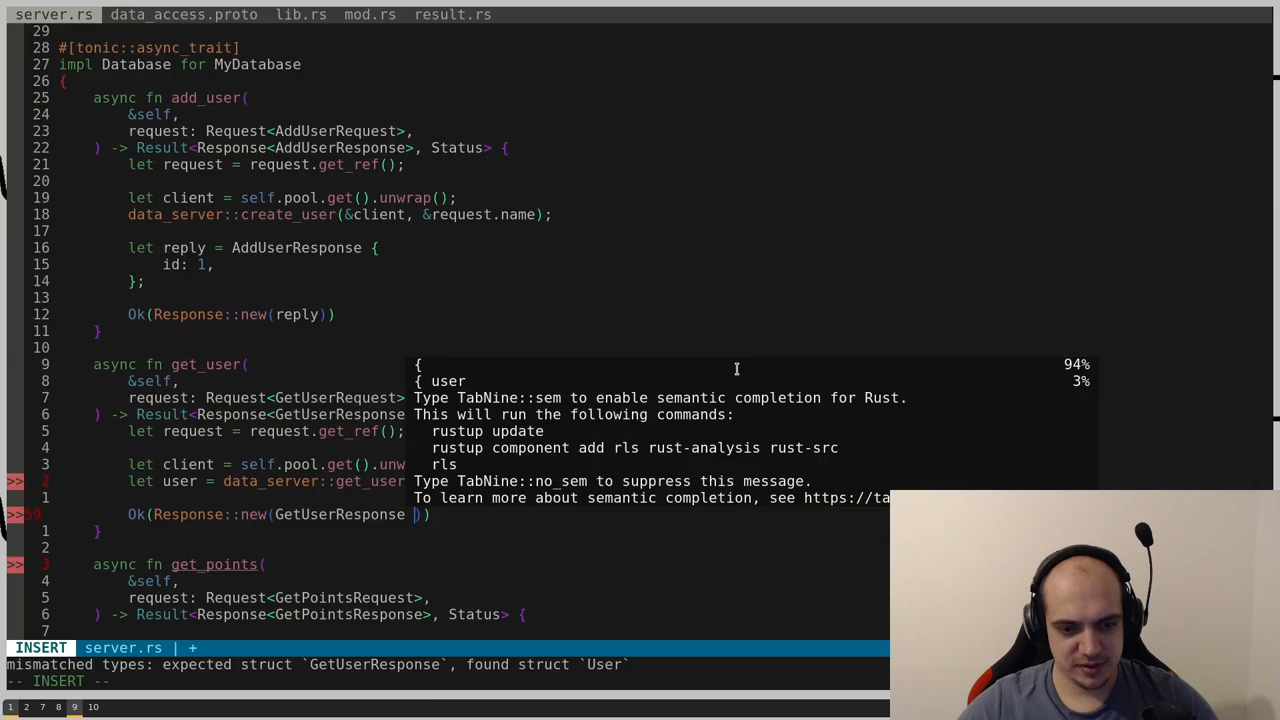 server.rs data_access.proto lib.rs mod.rs result.rs
29
28 #[tonic::async_trait]
27 impl Database for MyDatabase
26 {
25 async fn add_user(
24 &self,
23 request: Request<AddUserRequest>,
22 ) -> Result<Response<AddUserResponse>, Status> {
21 let request = request.get_ref();
20
19 let client = self.pool.get().unwrap();
18 data_server::create_user(&client, &request.name);
17
16 let reply = AddUserResponse {
15 id: 1,
14 };
13
12 Ok(Response::new(reply))
11 }
10
9 async fn get_user(
8 &self,
7 request: Request<GetUserRequest>
6 ) -> Result<Response<GetUserResponse
5 let request = request.get_ref();
4
3 let client = self.pool.get().unw
>> 2 let user = data_server::get_user
1
>>59 Ok(Response::new(GetUserResponse ))
1 }
2
>> 3 async fn get_points(
4 &self,
5 request: Request<GetPointsRequest>,
6 ) -> Result<Response<GetPointsResponse>, Status> {
7
{ 94%
{ user 3%
Type TabNine::sem to enable semantic completion for Rust.
This will run the following commands:
rustup update
rustup component add rls rust-analysis rust-src
rls
Type TabNine::no_sem to suppress this message.
To learn more about semantic completion, see https://ta
INSERT server.rs | +
mismatched types: expected struct `GetUserResponse`, found struct `User`
-- INSERT --
1 2 7 8 9 10